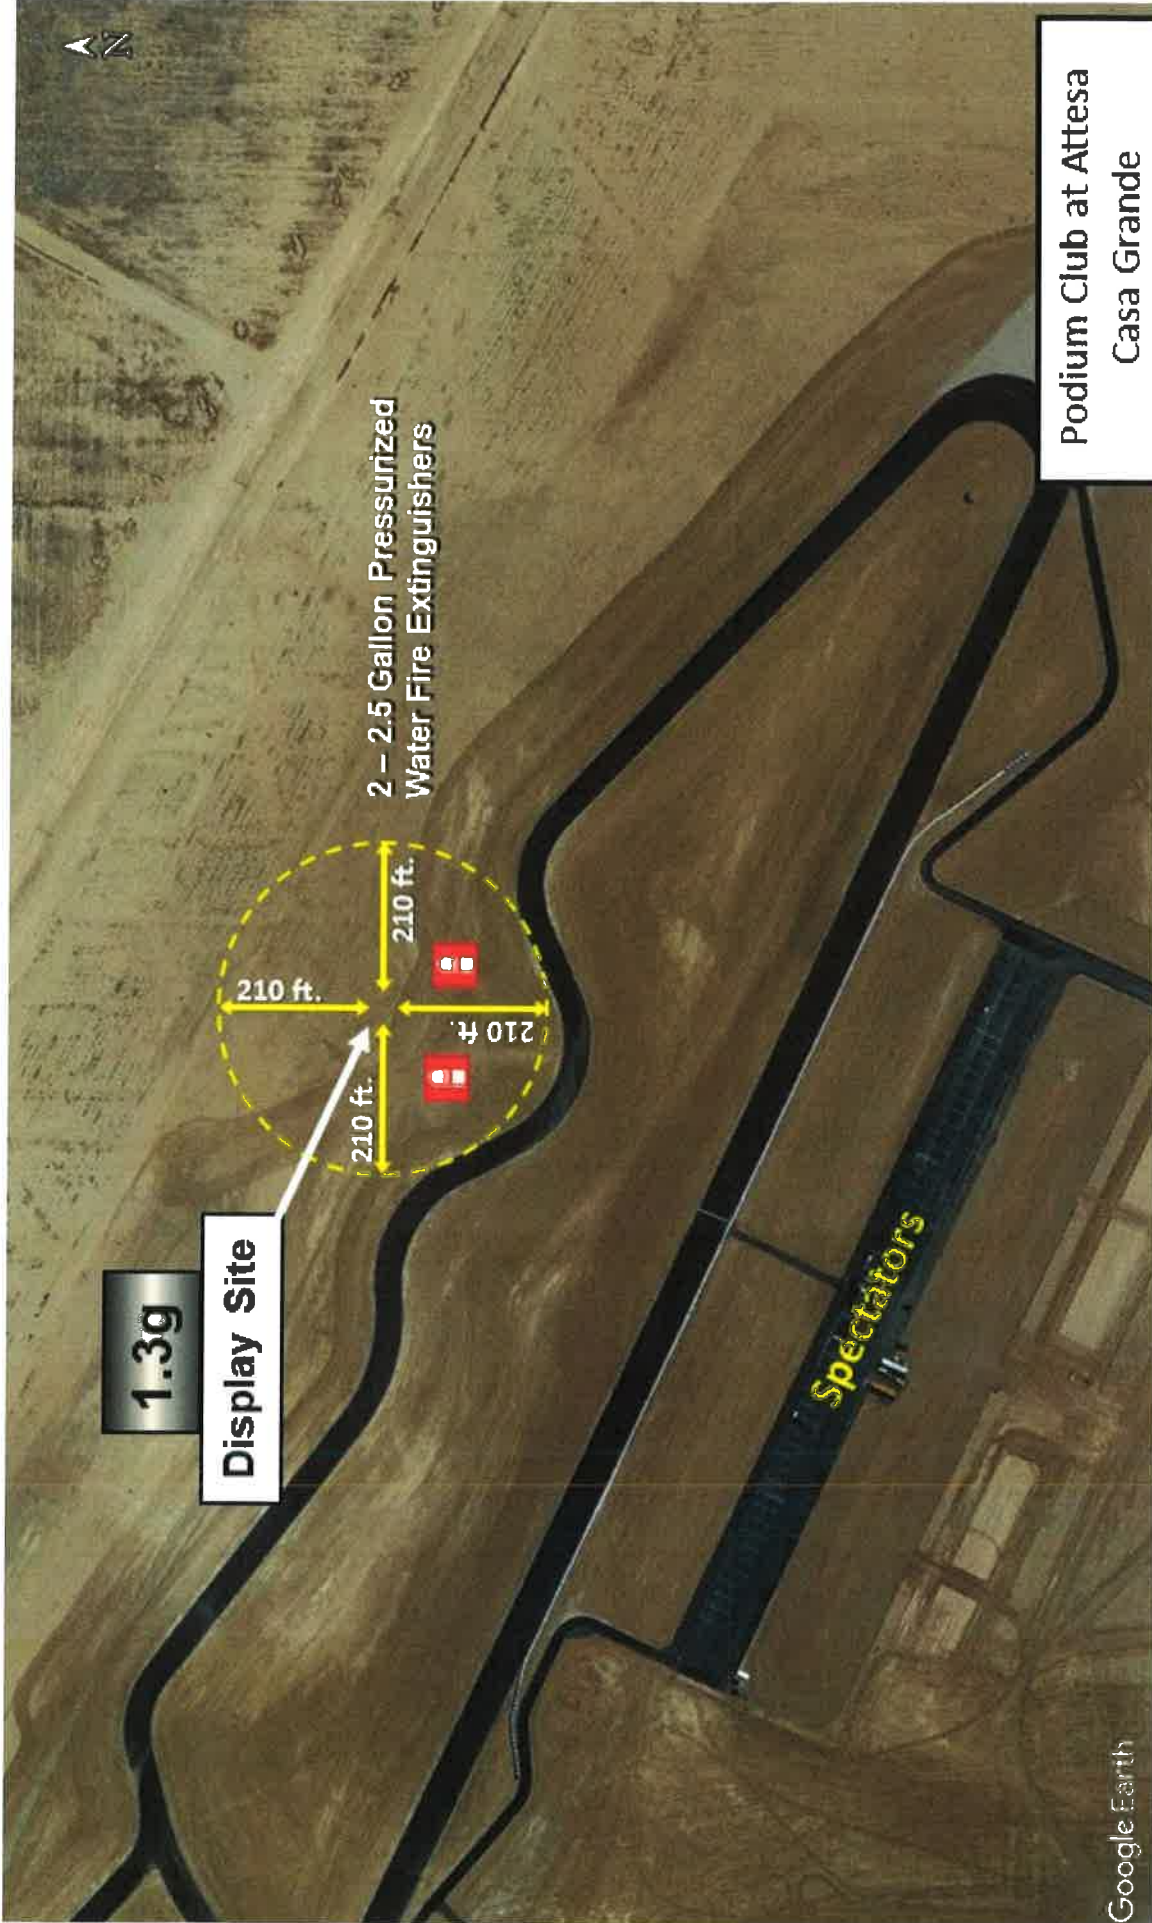 N
1.3g
Display Site
210 ft.
210 ft.
210 ft.
210 ft.
2 – 2.5 Gallon Pressurized
Water Fire Extinguishers
Spectators
Podium Club at Attesa
Casa Grande
Google Earth